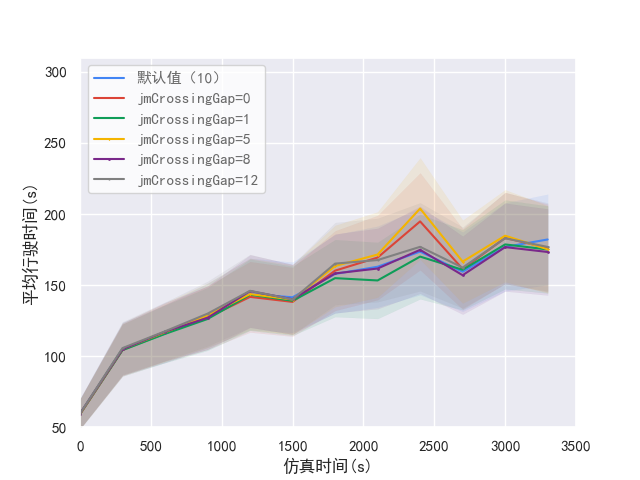 默认值（10）
jmCrossingGap=0
jmCrossingGap=1
jmCrossingGap=5
jmCrossingGap=8
jmCrossingGap=12
300
250
200
150
100
50
平均行驶时间(s)
0 500 1000 1500 2000 2500 3000 3500
仿真时间(s)